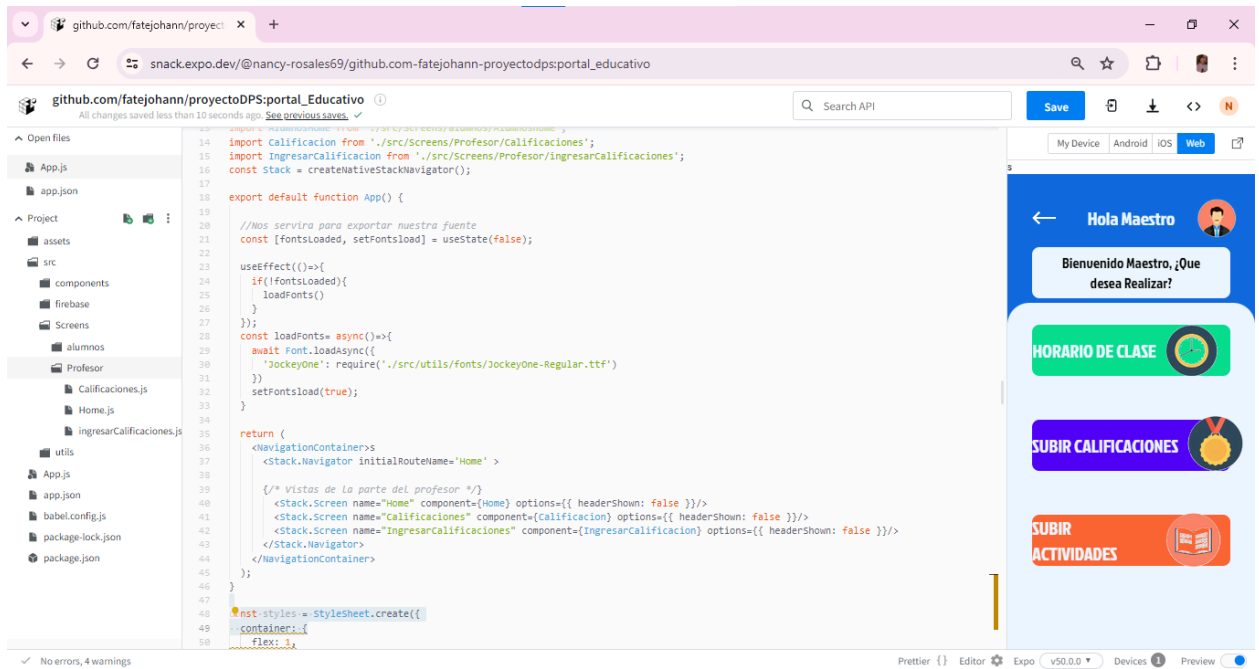 github.com/fatejohann/proyect
snack.expo.dev/@nancy-rosales69/github.com-fatejohann-proyectodps:portal_educativo
github.com/fatejohann/proyectoDPS:portal_Educativo
All changes saved less than 10 seconds ago. See previous saves.
Search API
Save
N
Open files
App.js
app.json
Project
assets
src
components
firebase
Screens
alumnos
Profesor
Calificaciones.js
Home.js
ingresarCalificaciones.js
utils
App.js
app.json
babel.config.js
package-lock.json
package.json
13 import AlumnosHome from './src/Screens/alumnos/AlumnosHome';
14 import Calificacion from './src/Screens/Profesor/Calificaciones';
15 import IngresarCalificacion from './src/Screens/Profesor/ingresarCalificaciones';
16 const Stack = createNativeStackNavigator();
17
18 export default function App() {
19
20 //Nos servira para exportar nuestra fuente
21 const [fontsLoaded, setFontsload] = useState(false);
22
23 useEffect(()=>{
24 if(!fontsLoaded){
25 loadFonts()
26 }
27 });
28 const loadFonts= async()=>{
29 await Font.loadAsync({
30 'JockeyOne': require('./src/utils/fonts/JockeyOne-Regular.ttf')
31 })
32 setFontsload(true);
33 }
34
35 return (
36 <NavigationContainer>s
37 <Stack.Navigator initialRouteName='Home' >
38
39 {/* Vistas de la parte del profesor */}
40 <Stack.Screen name="Home" component={Home} options={{ headerShown: false }}/>
41 <Stack.Screen name="Calificaciones" component={Calificacion} options={{ headerShown: false }}/>
42 <Stack.Screen name="IngresarCalificaciones" component={IngresarCalificacion} options={{ headerShown: false }}/>
43 </Stack.Navigator>
44 </NavigationContainer>
45 );
46 }
47
48 nst styles = StyleSheet.create({
49 container: {
50 flex: 1,
My Device Android iOS Web
s
Hola Maestro
Bienvenido Maestro, ¿Que
desea Realizar?
HORARIO DE CLASE
SUBIR CALIFICACIONES
SUBIR
ACTIVIDADES
No errors, 4 warnings
Prettier {} Editor Expo v50.0.0 Devices 1 Preview